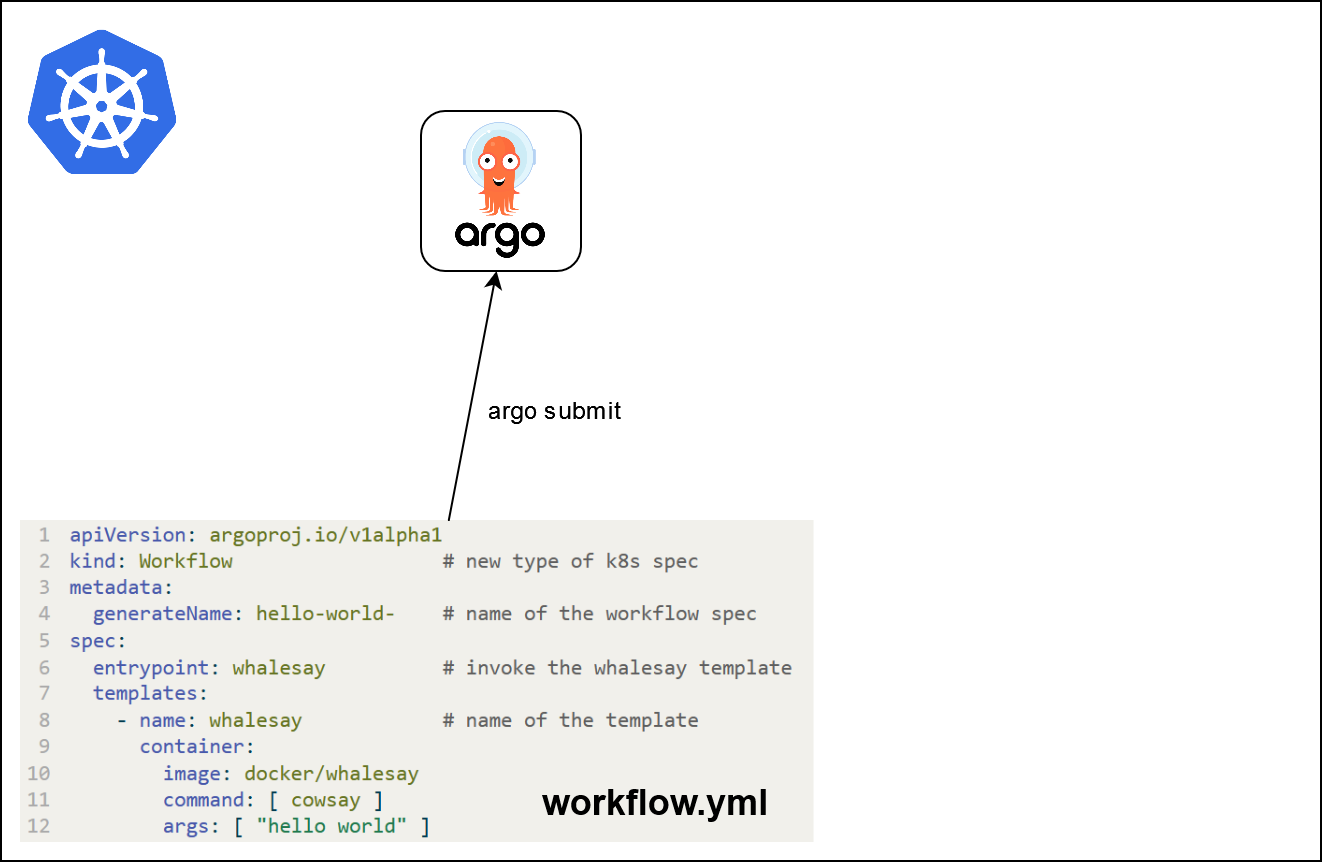 argo
argo submit
1 apiVersion: argoproj.io/v1alpha1
2 kind: Workflow # new type of k8s spec
3 metadata:
4 generateName: hello-world- # name of the workflow spec
5 spec:
6 entrypoint: whalesay # invoke the whalesay template
7 templates:
8 - name: whalesay # name of the template
9 container:
10 image: docker/whalesay
11 command: [ cowsay ]
12 args: [ "hello world" ]
workflow.yml